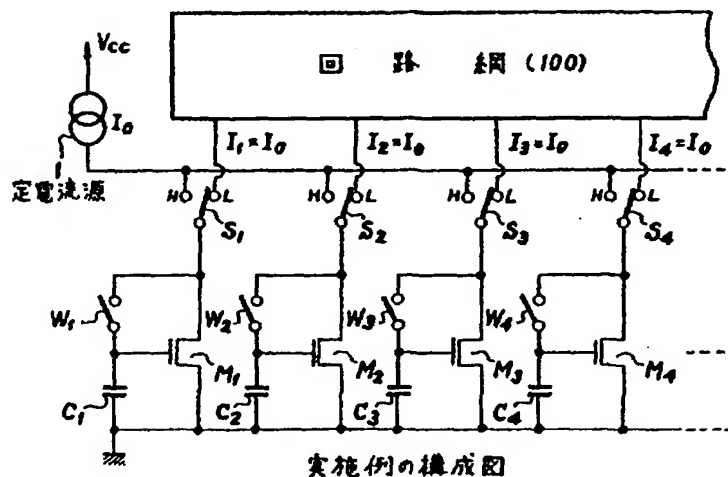 Vcc
回路網(100)
I₀
1
定電流源
I₁=I₀ I₂=I₀ I₃=I₀ I₄=I₀
H L H L H L H L
S₁ S₂ S₃ S₄
W₁ W₂ W₃ W₄
M₁ M₂ M₃ M₄
C₁ C₂ C₃ C₄
実施例の構成図